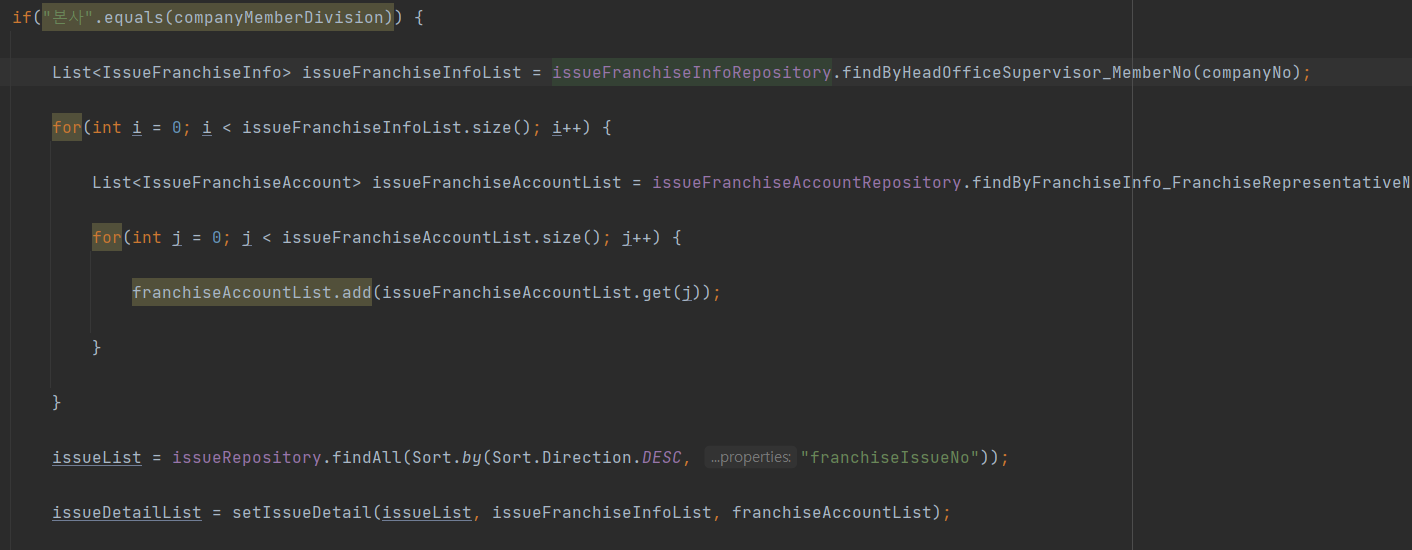 if("본사".equals(companyMemberDivision)) {
List<IssueFranchiseInfo> issueFranchiseInfoList = issueFranchiseInfoRepository.findByHeadOfficeSupervisor_MemberNo(companyNo);
for(int i = 0; i < issueFranchiseInfoList.size(); i++) {
List<IssueFranchiseAccount> issueFranchiseAccountList = issueFranchiseAccountRepository.findByFranchiseInfo_FranchiseRepresentativeN
for(int j = 0; j < issueFranchiseAccountList.size(); j++) {
franchiseAccountList.add(issueFranchiseAccountList.get(j));
}
}
issueList = issueRepository.findAll(Sort.by(Sort.Direction.DESC, ...properties: "franchiseIssueNo"));
issueDetailList = setIssueDetail(issueList, issueFranchiseInfoList, franchiseAccountList);